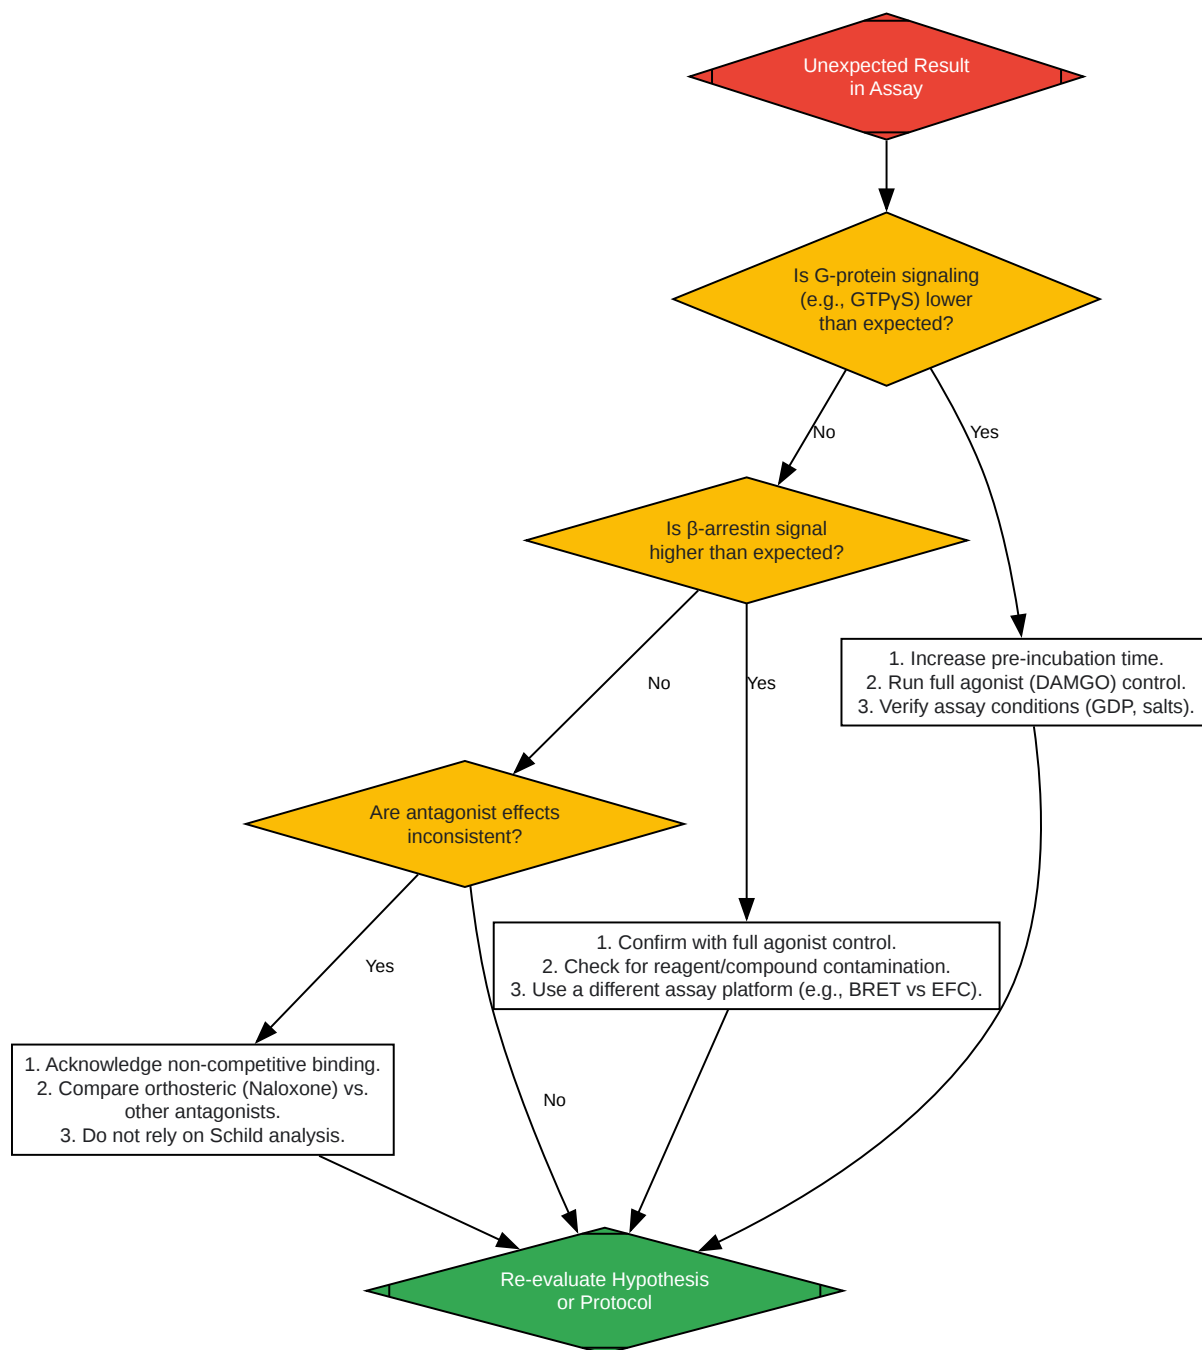 Unexpected Result
in Assay
Is G-protein signaling
(e.g., GTPγS) lower
than expected?
No
Yes
Is β-arrestin signal
higher than expected?
1. Increase pre-incubation time.
2. Run full agonist (DAMGO) control.
3. Verify assay conditions (GDP, salts).
No
Yes
Are antagonist effects
inconsistent?
1. Confirm with full agonist control.
2. Check for reagent/compound contamination.
3. Use a different assay platform (e.g., BRET vs EFC).
Yes
No
1. Acknowledge non-competitive binding.
2. Compare orthosteric (Naloxone) vs.
other antagonists.
3. Do not rely on Schild analysis.
Re-evaluate Hypothesis
or Protocol